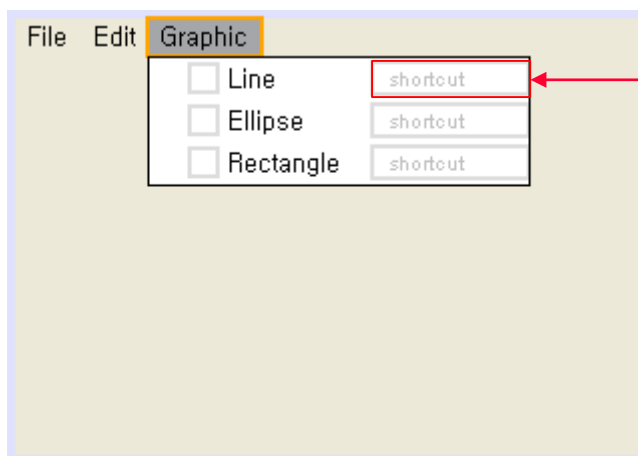 File Edit Graphic
Line shortcut
Ellipse shortcut
Rectangle shortcut